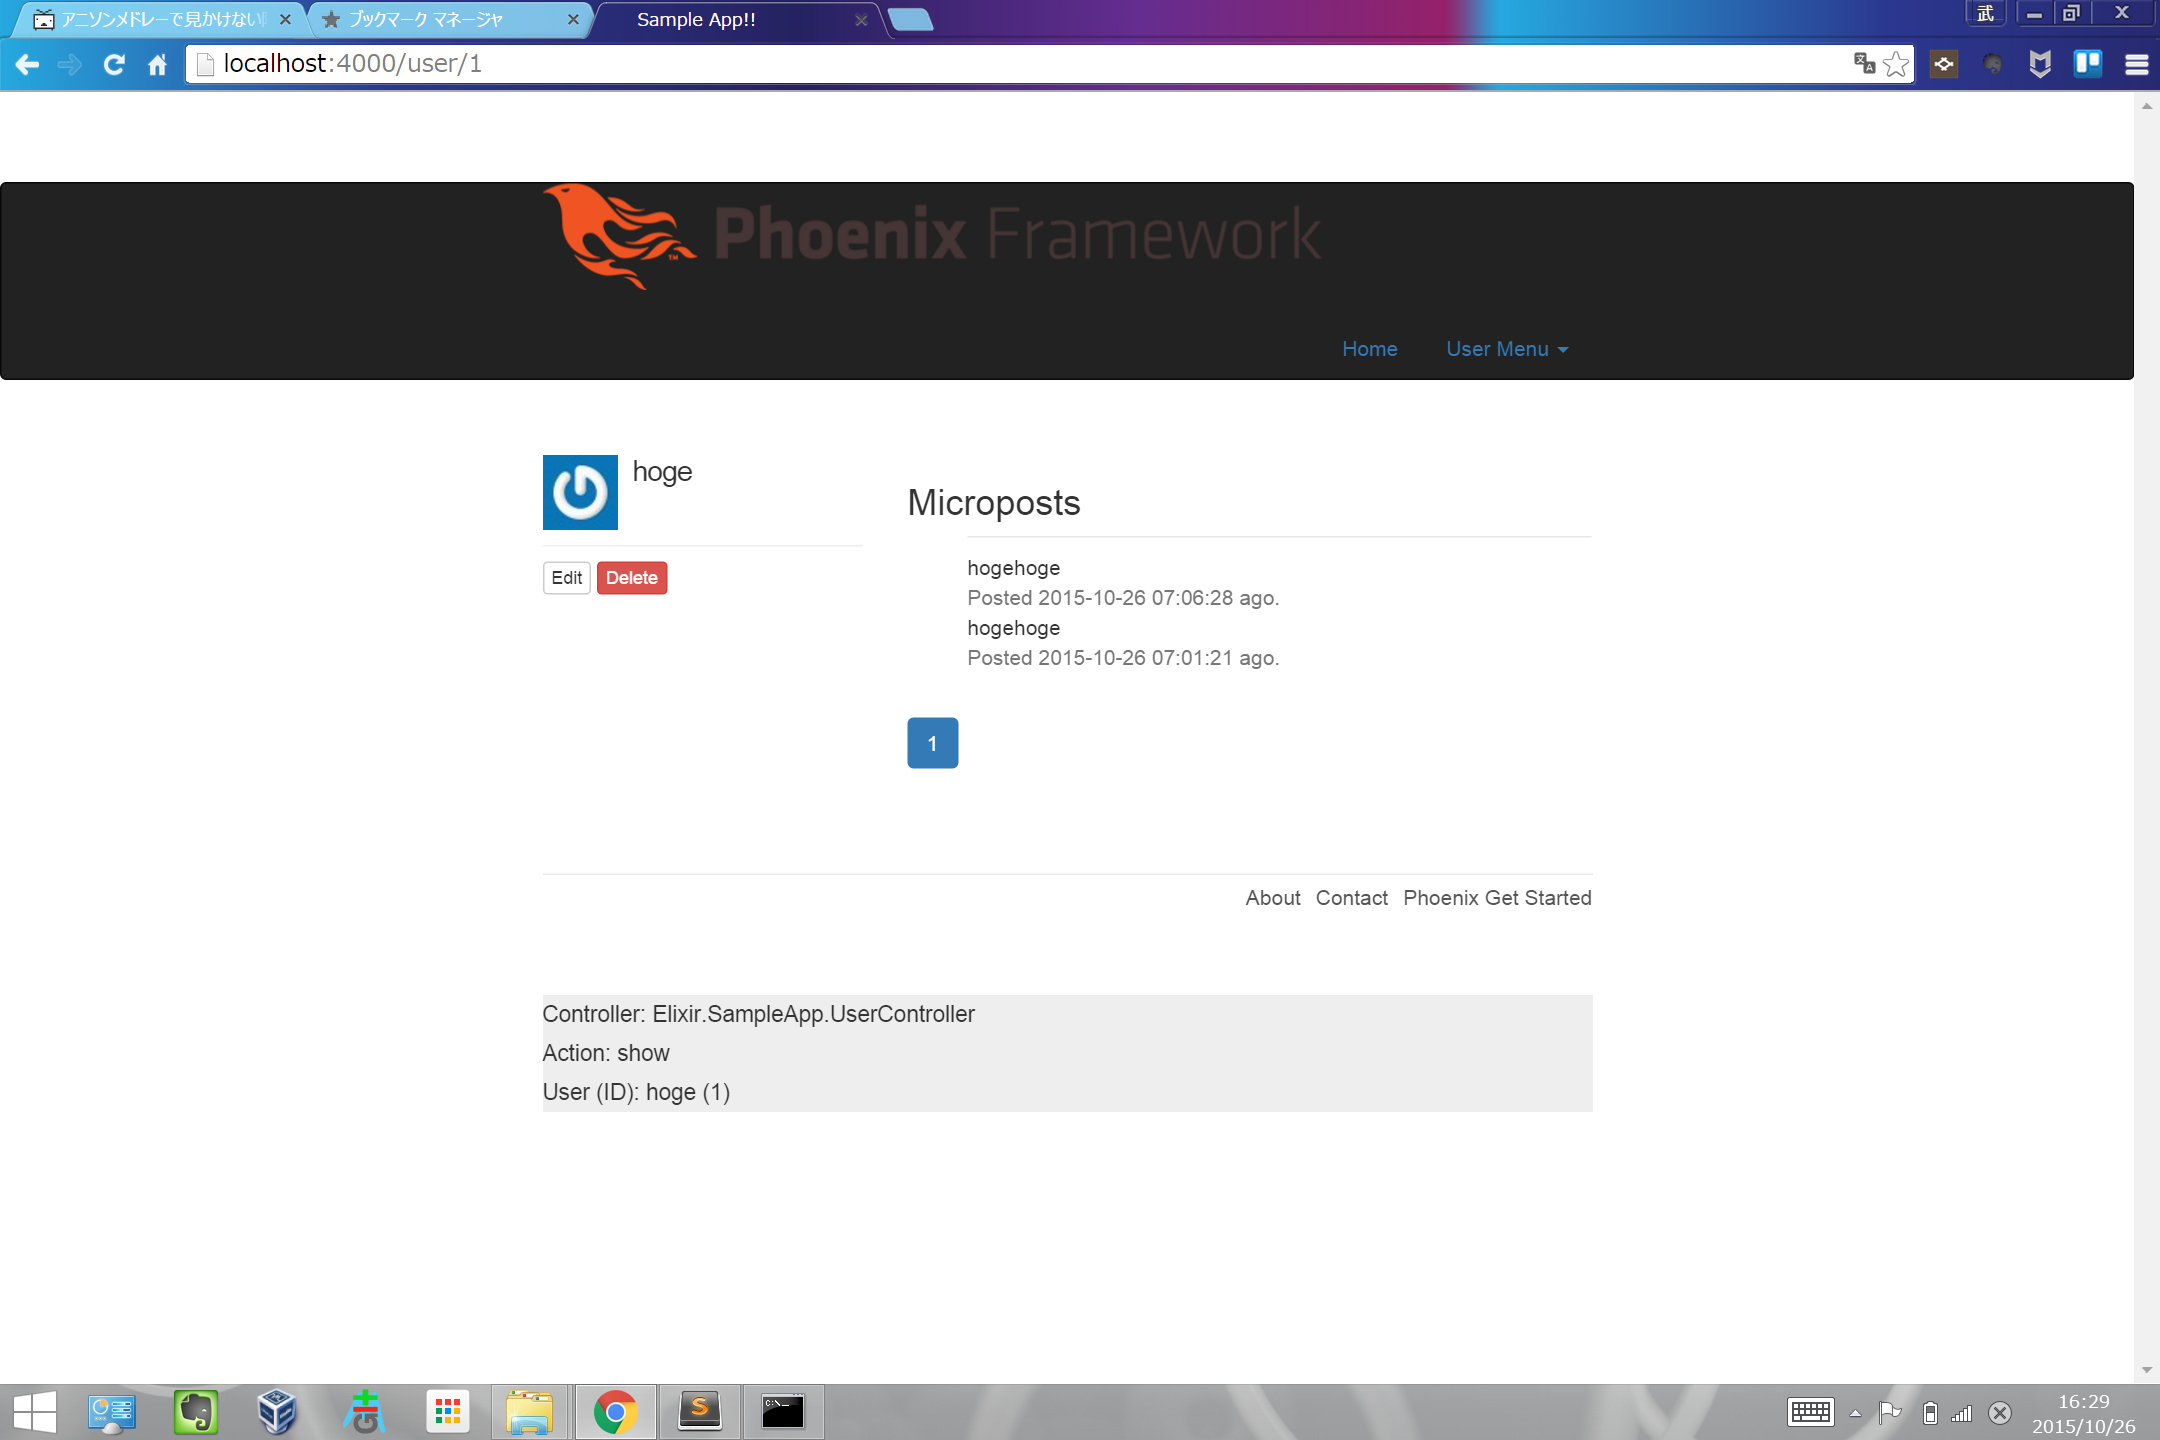 アニソンメドレーで見かけない
ブックマーク マネージャ
Sample App!!
武
localhost:4000/user/1
Phoenix Framework
TM
Home
User Menu
hoge
Edit
Delete
Microposts
hogehoge
Posted 2015-10-26 07:06:28 ago.
hogehoge
Posted 2015-10-26 07:01:21 ago.
1
About Contact Phoenix Get Started
Controller: Elixir.SampleApp.UserController
Action: show
User (ID): hoge (1)
16:29
2015/10/26